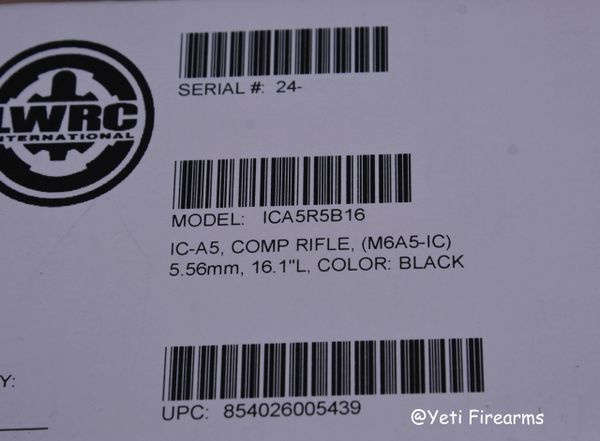 SERIAL #: 24-
LWRC
INTERNATIONAL
MODEL: ICA5R5B16
IC-A5, COMP RIFLE, (M6A5-IC)
5.56mm, 16.1"L, COLOR: BLACK
Y:
UPC: 854026005439
@Yeti Firearms